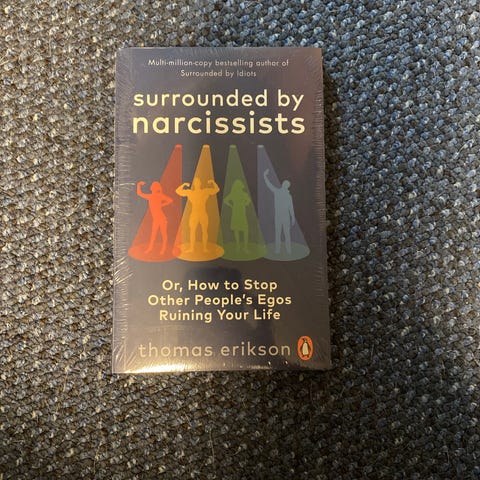 Multi-million-copy bestselling author of
Surrounded by Idiots
surrounded by
narcissists
Or, How to Stop
Other People's Egos
Ruining Your Life
thomas erikson